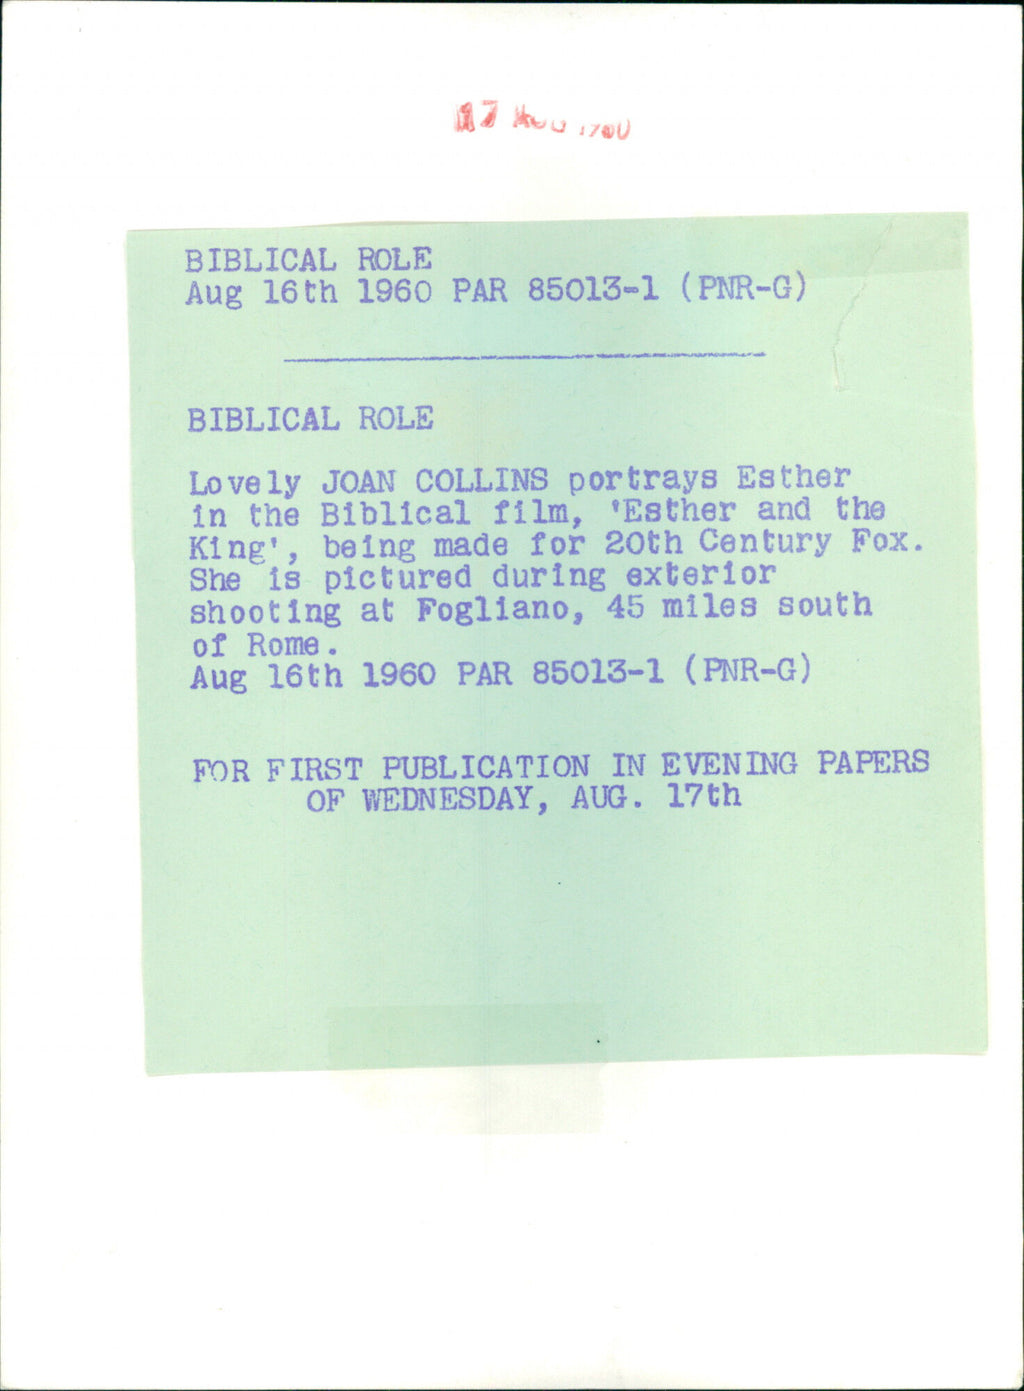 17 AUG 1960
BIBLICAL ROLE
Aug 16th 1960 PAR 85013-1 (PNR-G)
BIBLICAL ROLE
Lovely JOAN COLLINS portrays Esther
in the Biblical film, 'Esther and the
King', being made for 20th Century Fox.
She is pictured during exterior
shooting at Fogliano, 45 miles south
of Rome.
Aug 16th 1960 PAR 85013-1 (PNR-G)
FOR FIRST PUBLICATION IN EVENING PAPERS
OF WEDNESDAY, AUG. 17th